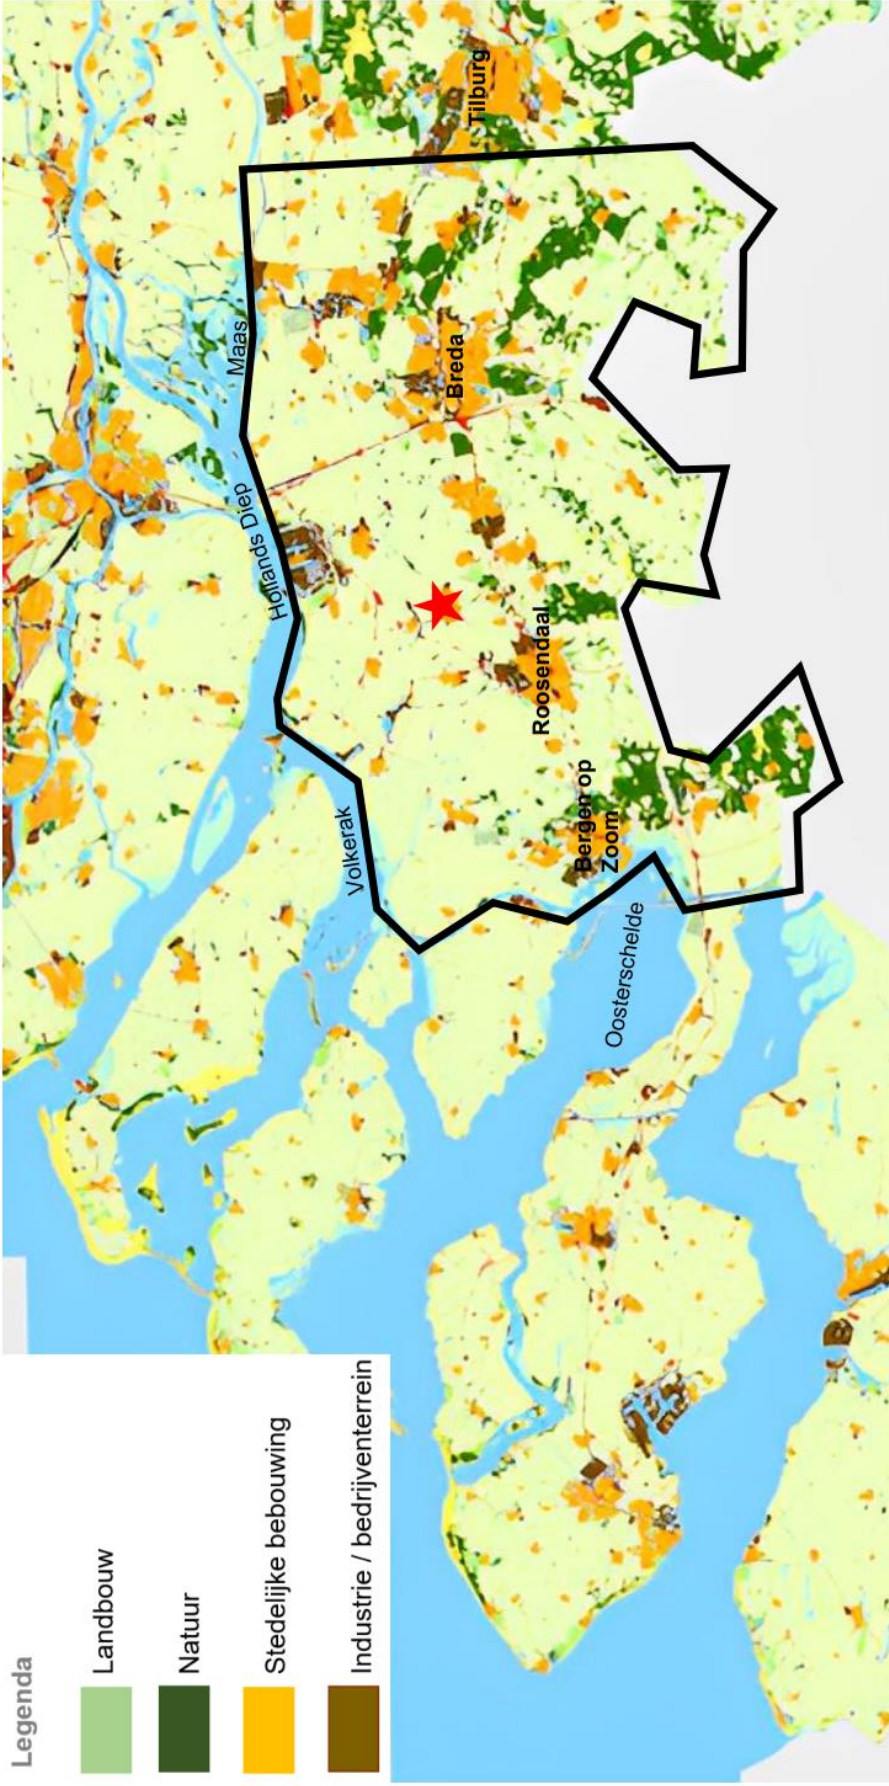 Legenda
Landbouw
Natuur
Stedelijke bebouwing
Industrie / bedrijventerrein
Volkerak
Hollands Diep
Maas
Oosterschelde
Bergen op
Zoom
Roosendaal
Breda
Tilburg